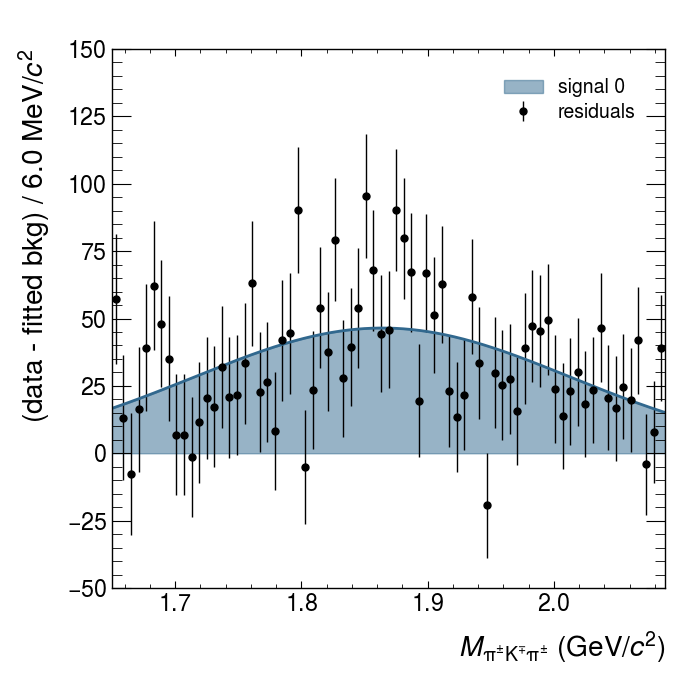 (data - fitted bkg) / 6.0 MeV/c²
150
125
100
75
50
25
0
−25
−50
signal 0
residuals
1.7 1.8 1.9 2.0
M_{π^{±}K^{∓}π^{±}} (GeV/c²)